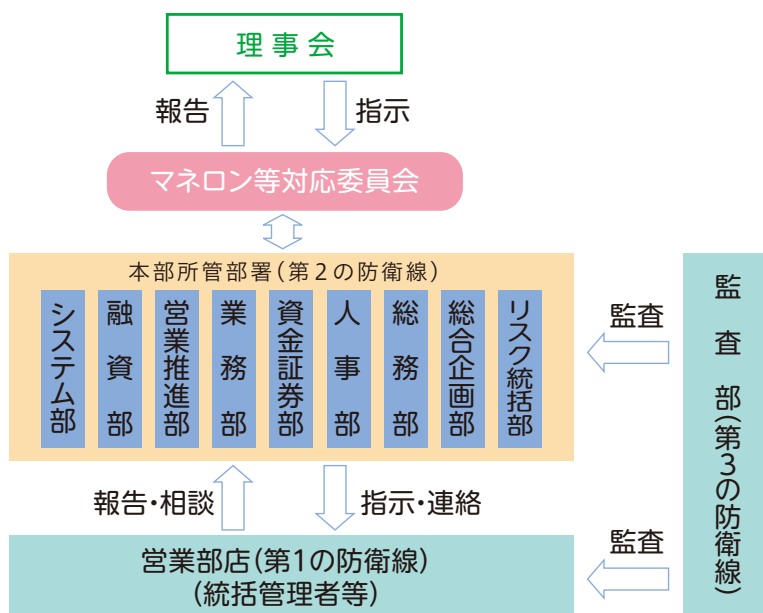 理事会
報告
指示
マネロン等対応委員会
本部所管部署(第2の防衛線)
システム部
融資部
営業推進部
業務部
資金証券部
人事部
総務部
総合企画部
リスク統括部
監査
監査部(第3の防衛線)
報告・相談
指示・連絡
営業部店(第1の防衛線)
(統括管理者等)
監査